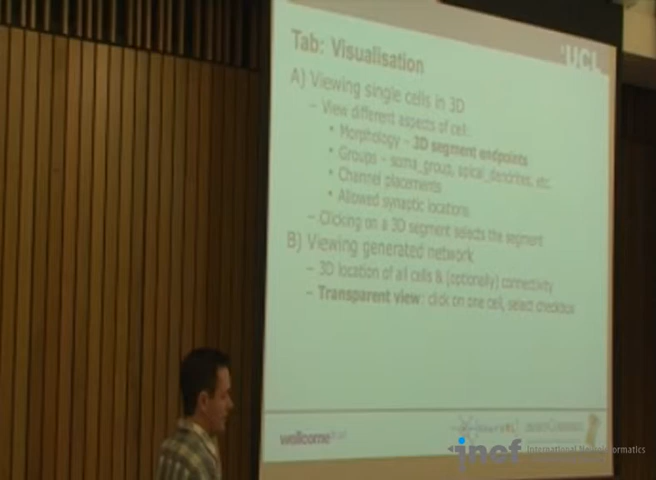 Tab: Visualisation
UCL
A) Viewing single cells in 3D
– View different aspects of cell:
• Morphology – 3D segment endpoints
• Groups – soma_group, apical_dendrites, etc.
• Channel placements
• Allowed synaptic locations
– Clicking on a 3D segment selects the segment
B) Viewing generated network
– 3D location of all cells & (optionally) connectivity
– Transparent view: click on one cell, select checkbox
wellcome trust
incf International Neuroinformatics